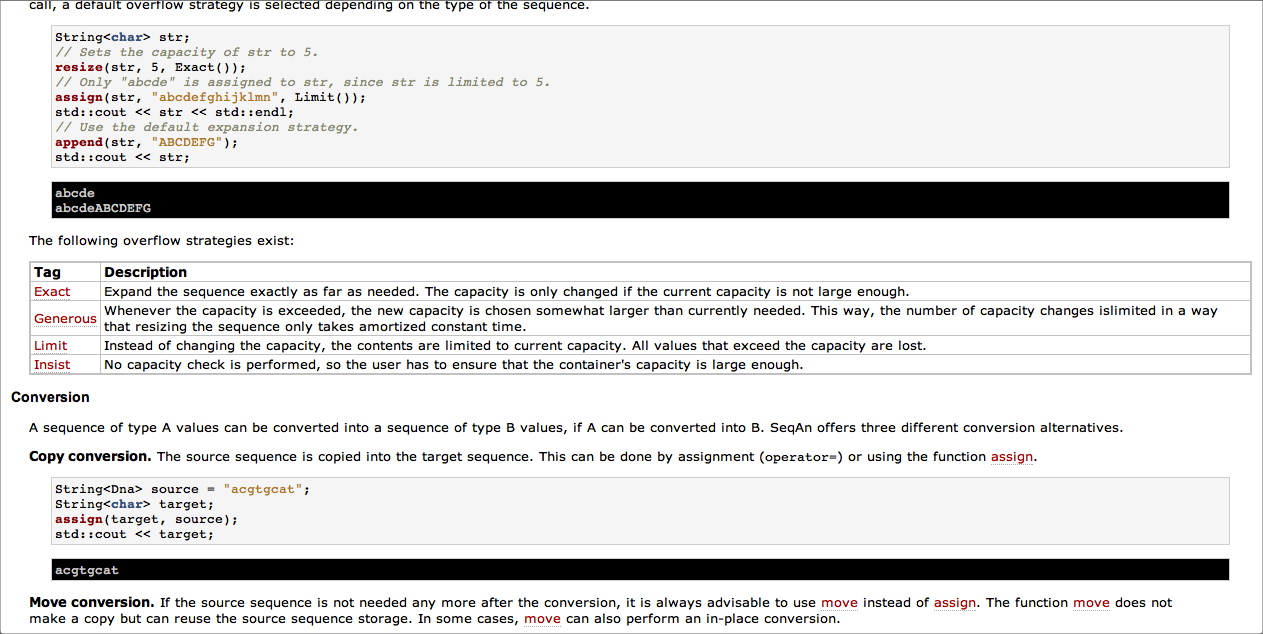 call, a default overflow strategy is selected depending on the type of the sequence.
String<char> str;
// Sets the capacity of str to 5.
resize(str, 5, Exact());
// Only "abcde" is assigned to str, since str is limited to 5.
assign(str, "abcdefghijklmn", Limit());
std::cout << str << std::endl;
// Use the default expansion strategy.
append(str, "ABCDEFG");
std::cout << str;
abcde
abcdeABCDEFG
The following overflow strategies exist:
Tag Description
Exact Expand the sequence exactly as far as needed. The capacity is only changed if the current capacity is not large enough.
Generous Whenever the capacity is exceeded, the new capacity is chosen somewhat larger than currently needed. This way, the number of capacity changes islimited in a way
that resizing the sequence only takes amortized constant time.
Limit Instead of changing the capacity, the contents are limited to current capacity. All values that exceed the capacity are lost.
Insist No capacity check is performed, so the user has to ensure that the container's capacity is large enough.
Conversion
A sequence of type A values can be converted into a sequence of type B values, if A can be converted into B. SeqAn offers three different conversion alternatives.
Copy conversion. The source sequence is copied into the target sequence. This can be done by assignment (operator=) or using the function assign.
String<Dna> source = "acgtgcat";
String<char> target;
assign(target, source);
std::cout << target;
acgtgcat
Move conversion. If the source sequence is not needed any more after the conversion, it is always advisable to use move instead of assign. The function move does not
make a copy but can reuse the source sequence storage. In some cases, move can also perform an in-place conversion.